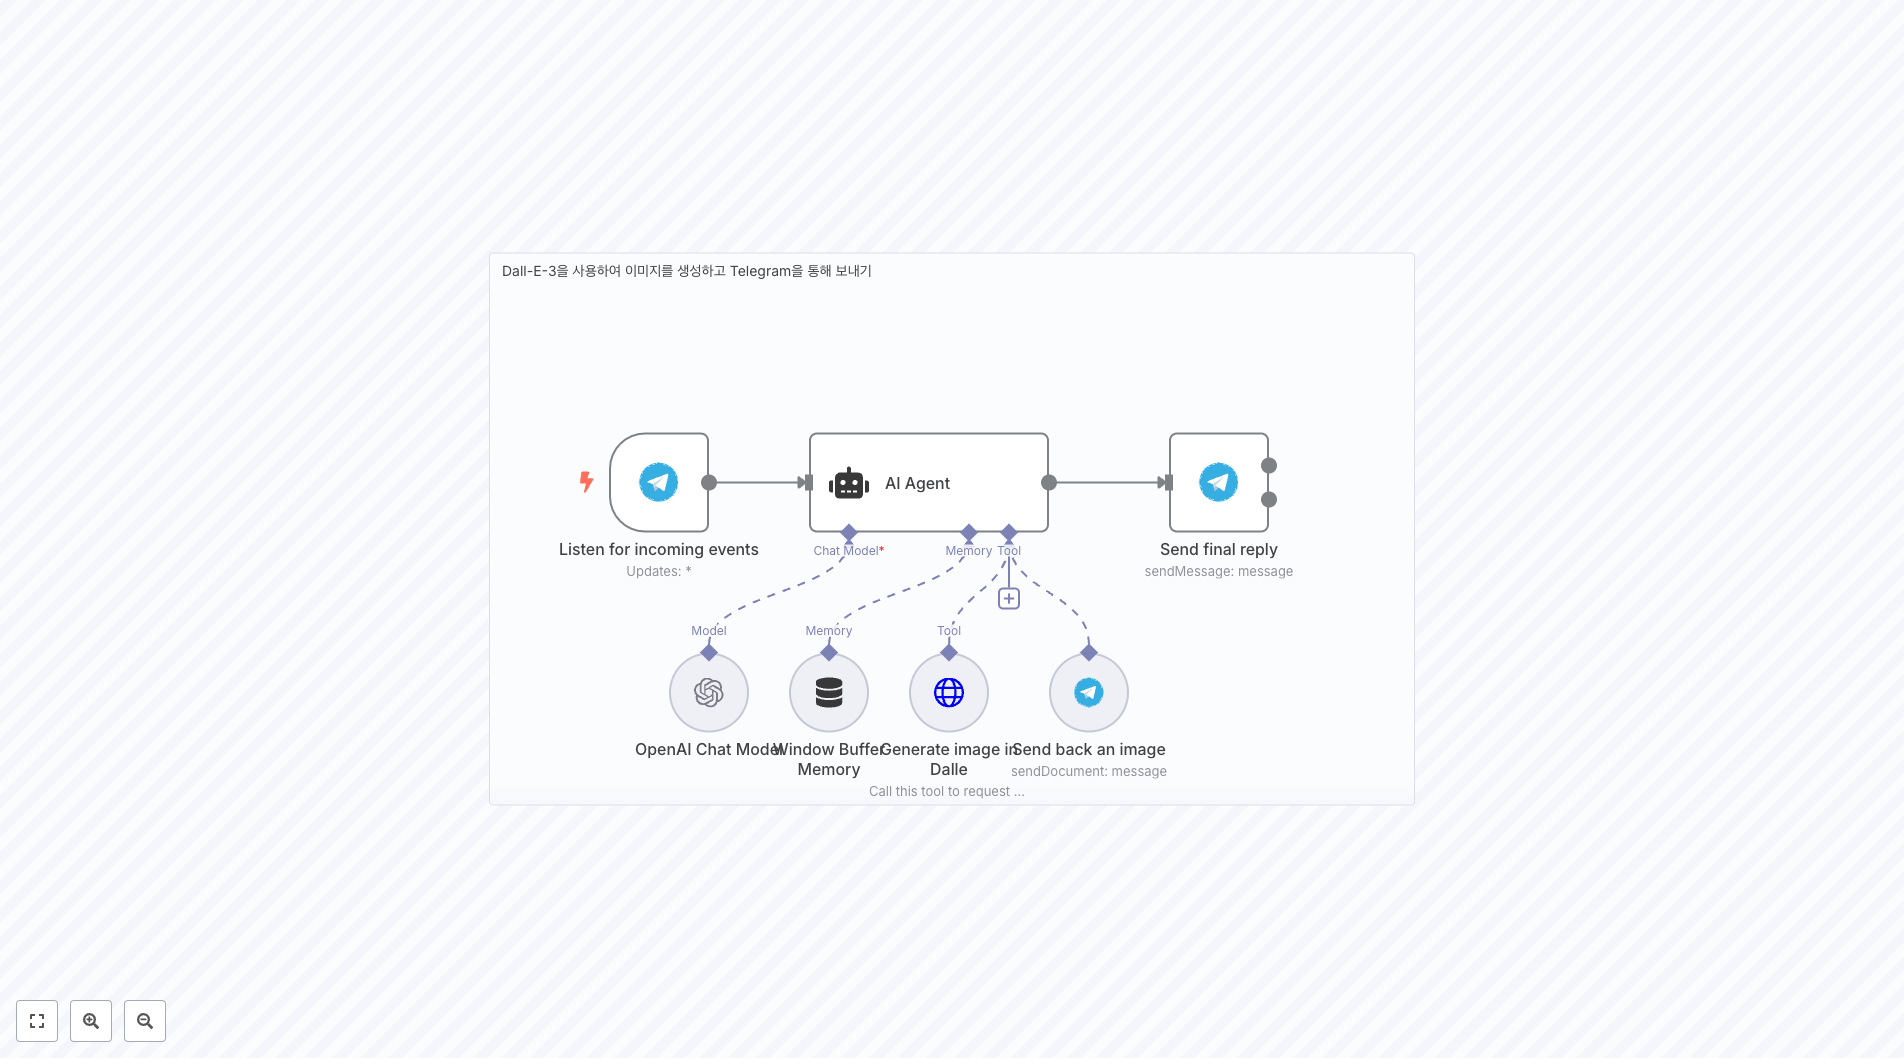 Dall-E-3을 사용하여 이미지를 생성하고 Telegram을 통해 보내기
AI Agent
Listen for incoming events
Updates: *
Chat Model*
Memory
Tool
Send final reply
sendMessage: message
Model
Memory
Tool
OpenAI Chat Model
Window Buffer
Memory
Generate image in
Dalle
Call this tool to request ...
Send back an image
sendDocument: message